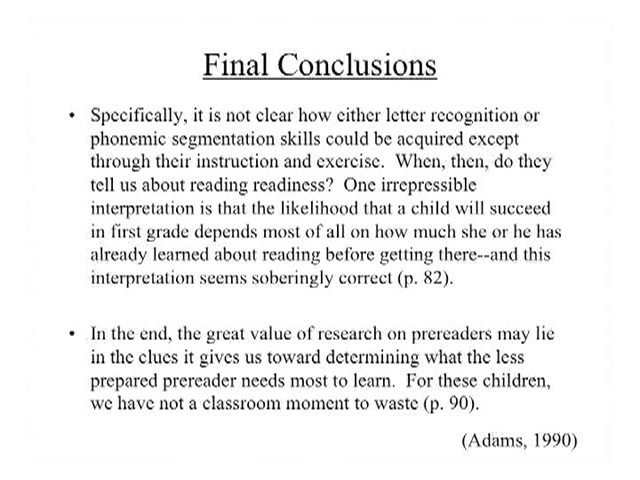 Final Conclusions
• Specifically, it is not clear how either letter recognition or
phonemic segmentation skills could be acquired except
through their instruction and exercise. When, then, do they
tell us about reading readiness? One irrepressible
interpretation is that the likelihood that a child will succeed
in first grade depends most of all on how much she or he has
already learned about reading before getting there--and this
interpretation seems soberingly correct (p. 82).
• In the end, the great value of research on prereaders may lie
in the clues it gives us toward determining what the less
prepared prereader needs most to learn. For these children,
we have not a classroom moment to waste (p. 90).
(Adams, 1990)